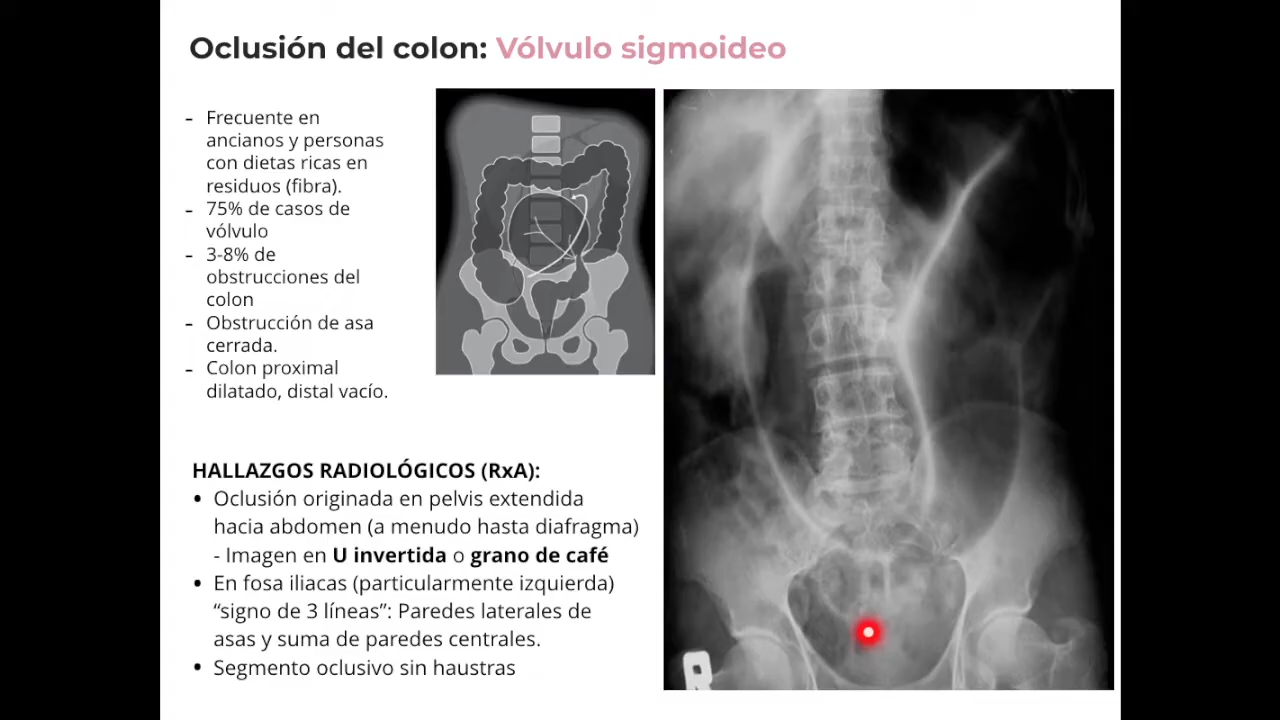 Oclusión del colon: Vólvulo sigmoideo
- Frecuente en
ancianos y personas
con dietas ricas en
residuos (fibra).
- 75% de casos de
vólvulo
- 3-8% de
obstrucciones del
colon
- Obstrucción de asa
cerrada.
- Colon proximal
dilatado, distal vacío.
HALLAZGOS RADIOLÓGICOS (RxA):
• Oclusión originada en pelvis extendida
hacia abdomen (a menudo hasta diafragma)
- Imagen en U invertida o grano de café
• En fosa iliacas (particularmente izquierda)
“signo de 3 líneas”: Paredes laterales de
asas y suma de paredes centrales.
• Segmento oclusivo sin haustras
R